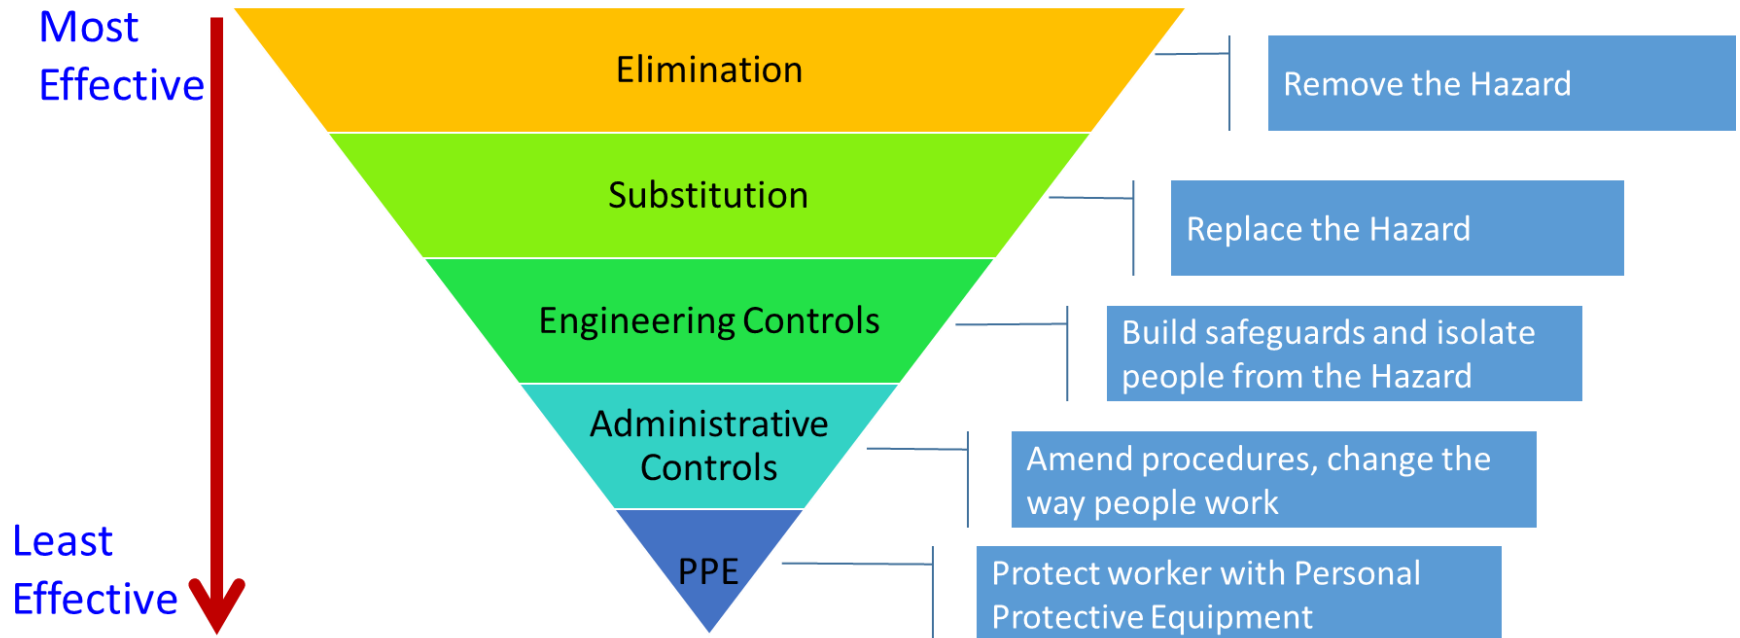 Most
Effective
Elimination
Remove the Hazard
Substitution
Replace the Hazard
Engineering Controls
Build safeguards and isolate
people from the Hazard
Administrative
Controls
Amend procedures, change the
way people work
Least
Effective
PPE
Protect worker with Personal
Protective Equipment